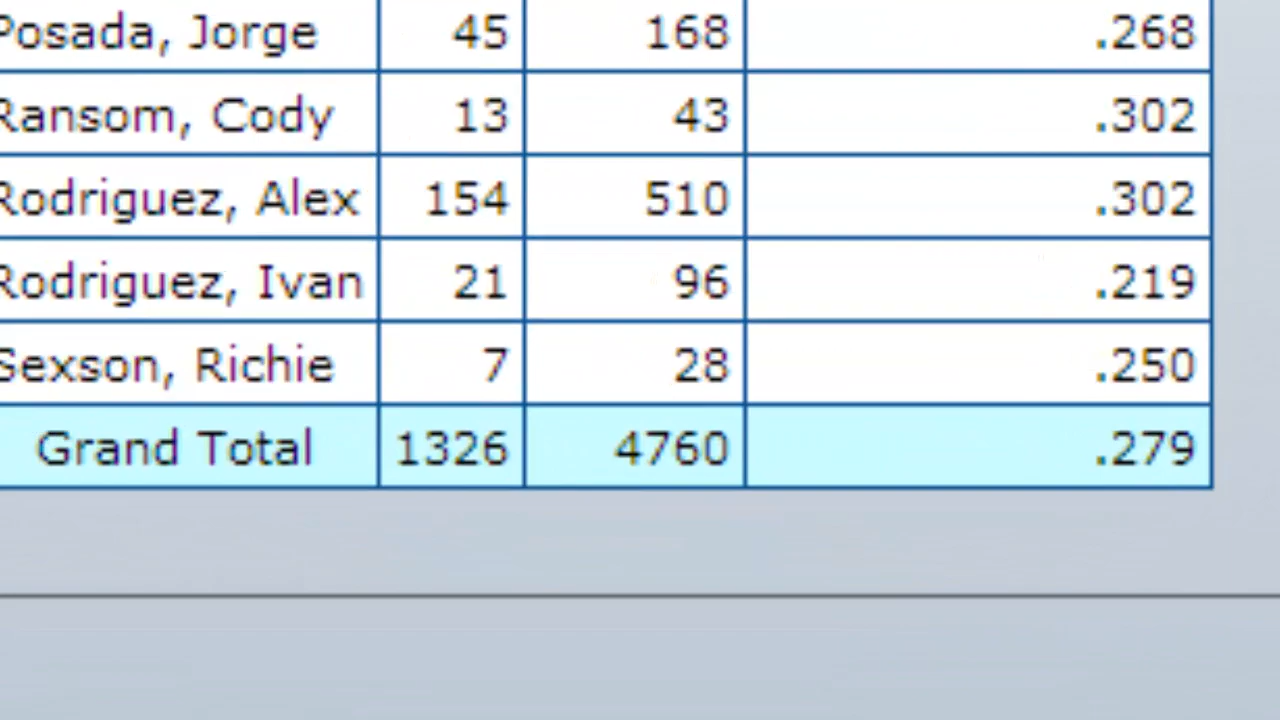 Posada, Jorge 45 168 .268
Ransom, Cody 13 43 .302
Rodriguez, Alex 154 510 .302
Rodriguez, Ivan 21 96 .219
Sexson, Richie 7 28 .250
Grand Total 1326 4760 .279